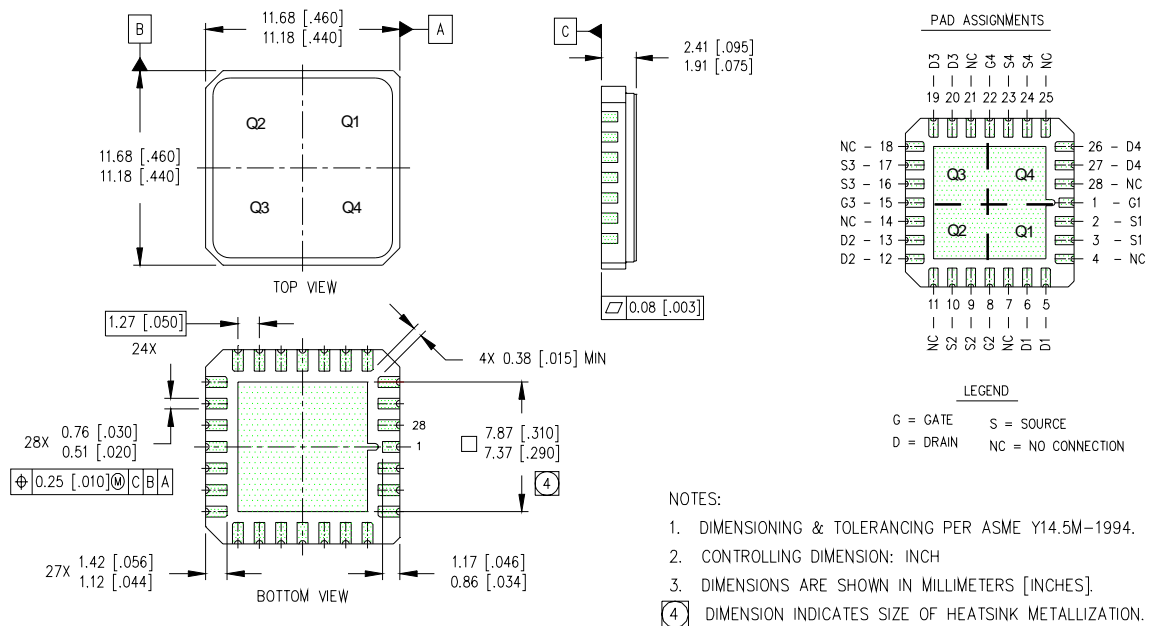 11.68 [.460]
11.18 [.440]
B
A
11.68 [.460]
11.18 [.440]
Q2 Q1
Q3 Q4
TOP VIEW
C
2.41 [.095]
1.91 [.075]
⏥ 0.08 [.003]
PAD ASSIGNMENTS
D3 D3 NC G4 S4 S4 NC
19 20 21 22 23 24 25
NC - 18
S3 - 17
S3 - 16
G3 - 15
NC - 14
D2 - 13
D2 - 12
Q3 Q4
Q2 Q1
26 - D4
27 - D4
28 - NC
1 - G1
2 - S1
3 - S1
4 - NC
11 10 9 8 7 6 5
NC S2 S2 G2 NC D1 D1
1.27 [.050]
24X
4X 0.38 [.015] MIN
28X 0.76 [.030]
0.51 [.020]
⌖ 0.25 [.010] Ⓜ C B A
28
1
7.87 [.310]
7.37 [.290]
4
27X 1.42 [.056]
1.12 [.044]
1.17 [.046]
0.86 [.034]
BOTTOM VIEW
LEGEND
G = GATE S = SOURCE
D = DRAIN NC = NO CONNECTION
NOTES:
1. DIMENSIONING & TOLERANCING PER ASME Y14.5M-1994.
2. CONTROLLING DIMENSION: INCH
3. DIMENSIONS ARE SHOWN IN MILLIMETERS [INCHES].
4 DIMENSION INDICATES SIZE OF HEATSINK METALLIZATION.